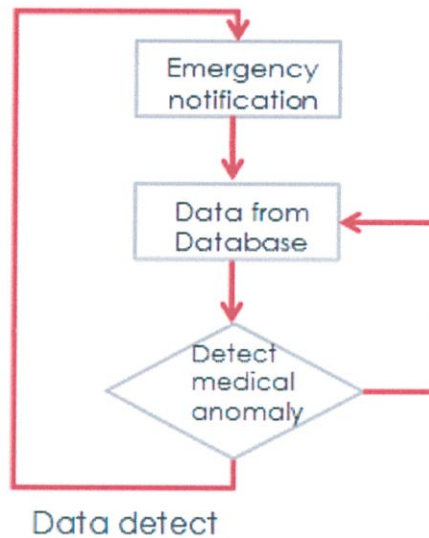 Emergency
notification
Data from
Database
Detect
medical
anomaly
Data detect